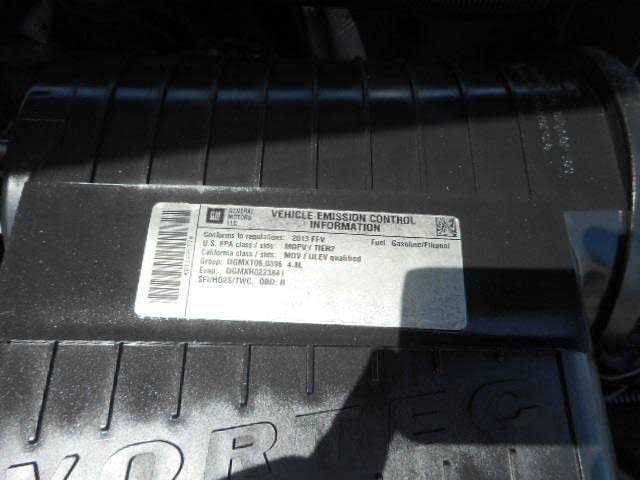 GM GENERAL MOTORS LLC
VEHICLE EMISSION CONTROL INFORMATION
Conforms to regulations: 2013 FFV Fuel: Gasoline/Ethanol
U.S. EPA class / stds: MDPV / TIER2
California class / stds: MDV / ULEV qualified
Group: DGMXT06.0396 4.8L
Evap:
SFI/HO2S/TWC, OBD: II
VORTEC